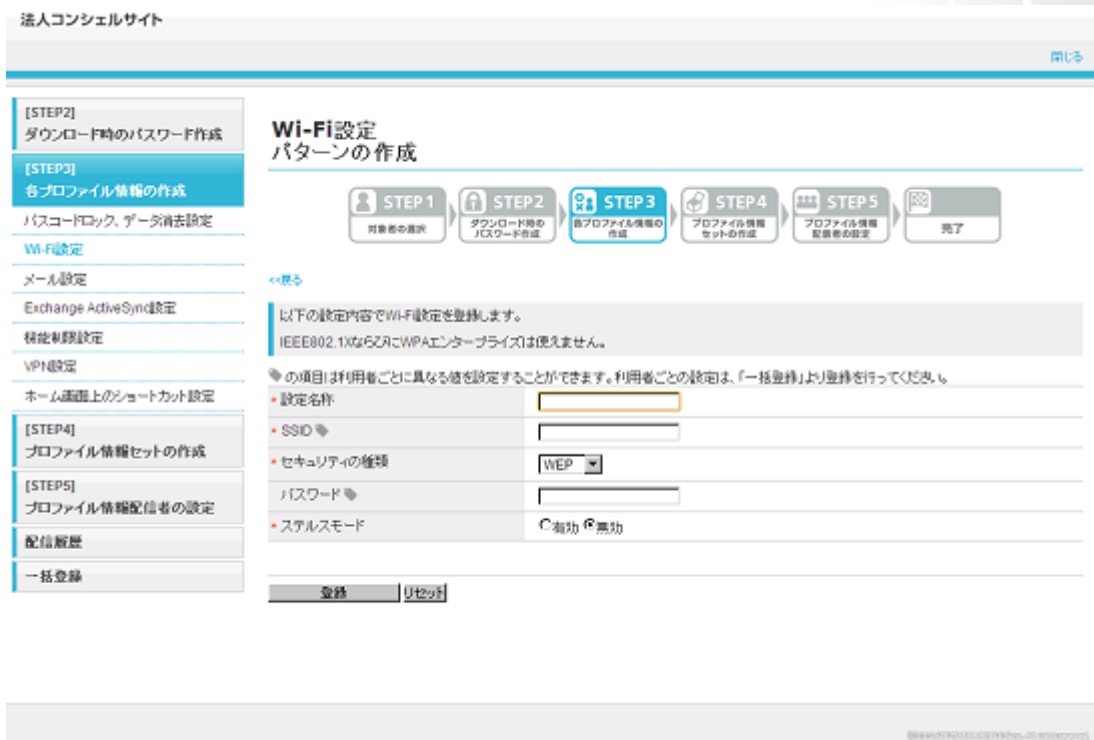 法人コンシェルサイト
閉じる
[STEP2]
ダウンロード時のパスワード作成
[STEP3]
各プロファイル情報の作成
パスコードロック、データ消去設定
Wi-Fi設定
メール設定
Exchange ActiveSync設定
機能制限設定
VPN設定
ホーム画面上のショートカット設定
[STEP4]
プロファイル情報セットの作成
[STEP5]
プロファイル情報配信者の設定
配信履歴
一括登録
Wi-Fi設定
パターンの作成
STEP1
対象者の選択
STEP2
ダウンロード時の
パスワード作成
STEP3
各プロファイル情報の
作成
STEP4
プロファイル情報
セットの作成
STEP5
プロファイル情報
配信者の設定
完了
<<戻る
以下の設定内容でWi-Fi設定を登録します。
IEEE802.1XならびにWPAエンタープライズは使えません。
の項目は利用者ごとに異なる値を設定することができます。利用者ごとの設定は、「一括登録」より登録を行ってください。
* 設定名称
* SSID
* セキュリティの種類 WEP
パスワード
* ステルスモード 有効 無効
登録 リセット